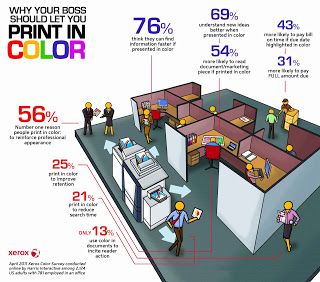 WHY YOUR BOSS
SHOULD LET YOU
PRINT IN
COLOR
76%
think they can find
information faster if
presented in color
69%
understand new ideas
better when
presented in color
54%
more likely to read
document/marketing
piece if printed in color
43%
more likely to pay bill
on time if due date
highlighted in color
31%
more likely to pay
FULL amount due
56%
Number one reason
people print in color
to reinforce professional
appearance
25%
print in color
to improve
retention
21%
print in color
to reduce
search time
ONLY 13%
use color in
documents to incite
reader action
xerox
April 2011 Xerox Color Survey conducted
online by Harris Interactive among 2,124
US adults with 781 employed in an office